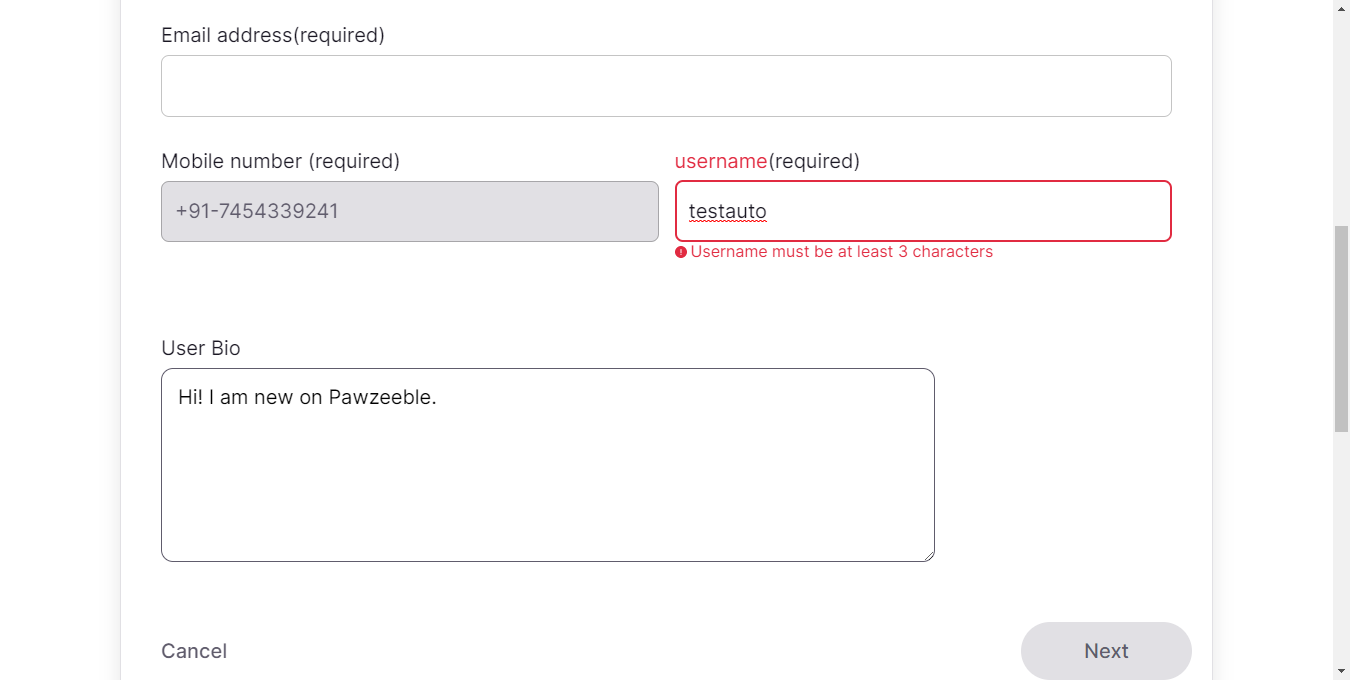 Email address(required)
Mobile number (required)
username(required)
+91-7454339241
testauto
Username must be at least 3 characters
User Bio
Hi! I am new on Pawzeeble.
Cancel
Next